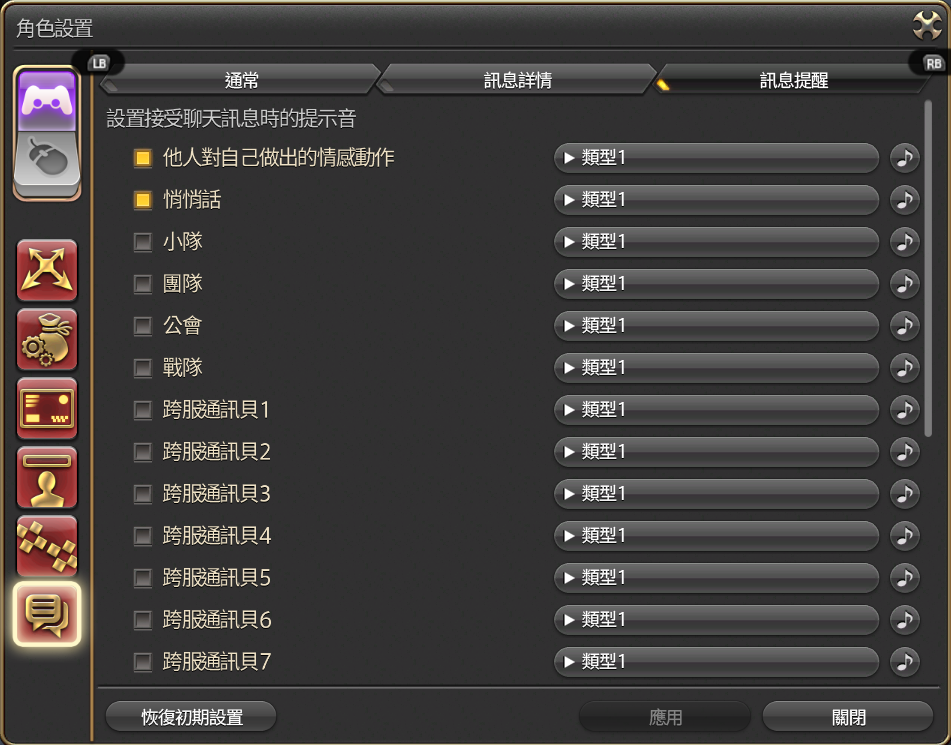 角色設置
LB
RB
通常
訊息詳情
訊息提醒
設置接受聊天訊息時的提示音
他人對自己做出的情感動作 類型1
悄悄話 類型1
小隊 類型1
團隊 類型1
公會 類型1
戰隊 類型1
跨服通訊貝1 類型1
跨服通訊貝2 類型1
跨服通訊貝3 類型1
跨服通訊貝4 類型1
跨服通訊貝5 類型1
跨服通訊貝6 類型1
跨服通訊貝7 類型1
恢復初期設置
應用
關閉